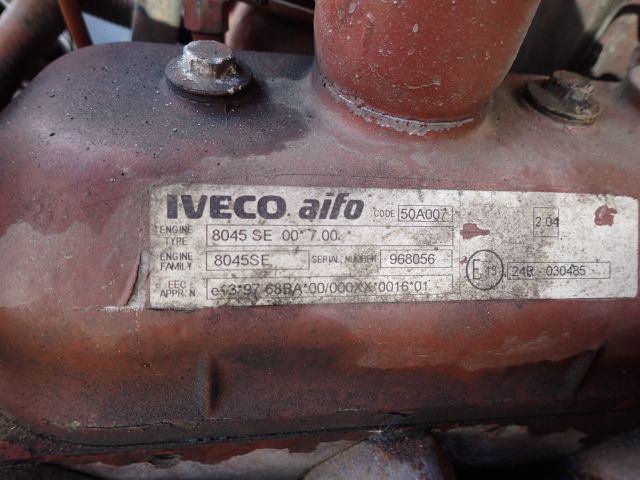 IVECO aifo CODE 50A007 2.04
ENGINE TYPE 8045 SE 00* 7.00
ENGINE FAMILY 8045SE SERIAL NUMBER 968056
EEC APPR. N e13*97 68BA*00/000XX*0016*01 E 13 24R - 030485